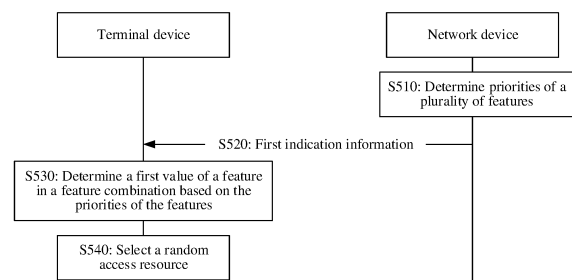 Terminal device
Network device
S510: Determine priorities of a
plurality of features
S520: First indication information
S530: Determine a first value of a feature
in a feature combination based on the
priorities of the features
S540: Select a random
access resource